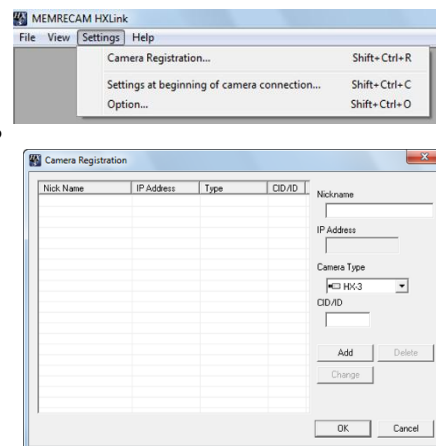 MEMRECAM HXLink
File View Settings Help
Camera Registration... Shift+Ctrl+R
Settings at beginning of camera connection... Shift+Ctrl+C
Option... Shift+Ctrl+O
Camera Registration
Nick Name IP Address Type CID/ID
Nickname
IP Address
Camera Type
HX-3
CID/ID
Add Delete
Change
OK Cancel